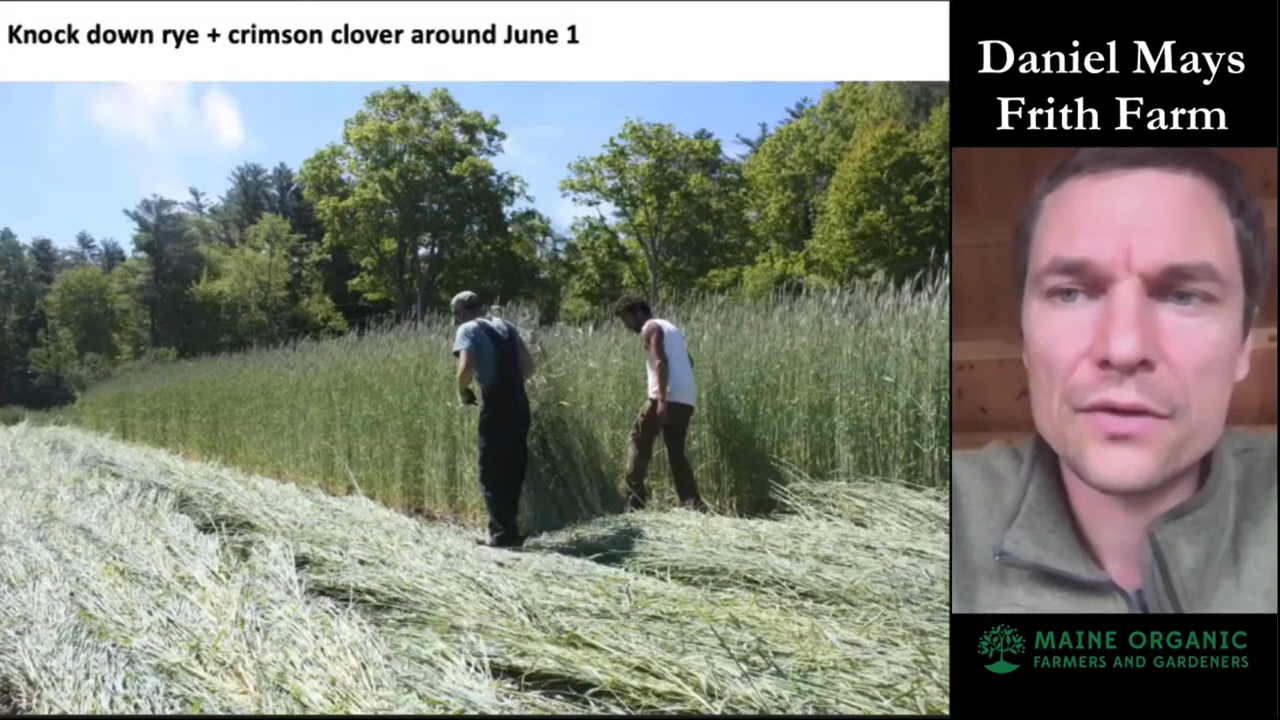 Knock down rye + crimson clover around June 1
Daniel Mays
Frith Farm
MAINE ORGANIC
FARMERS AND GARDENERS